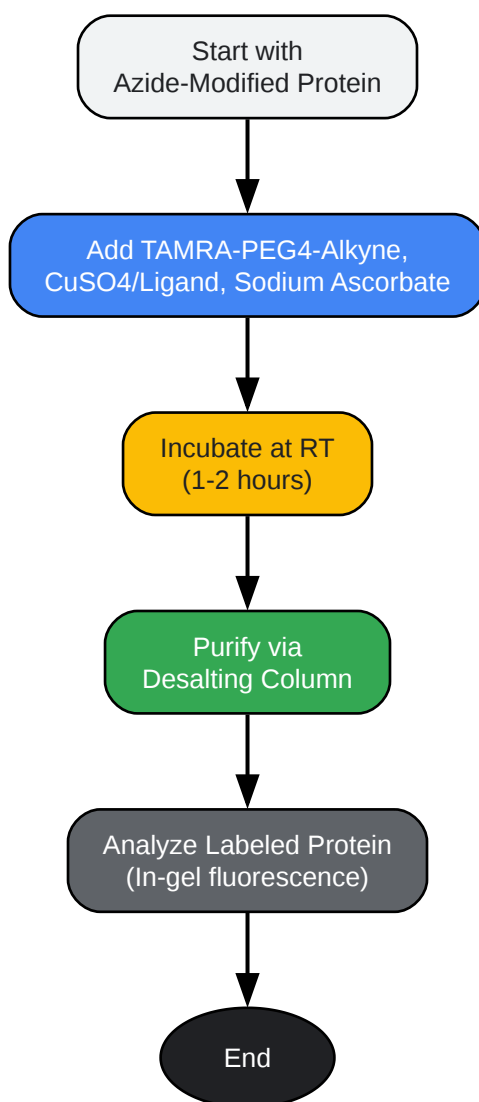 Start with
Azide-Modified Protein
Add TAMRA-PEG4-Alkyne,
CuSO4/Ligand, Sodium Ascorbate
Incubate at RT
(1-2 hours)
Purify via
Desalting Column
Analyze Labeled Protein
(In-gel fluorescence)
End